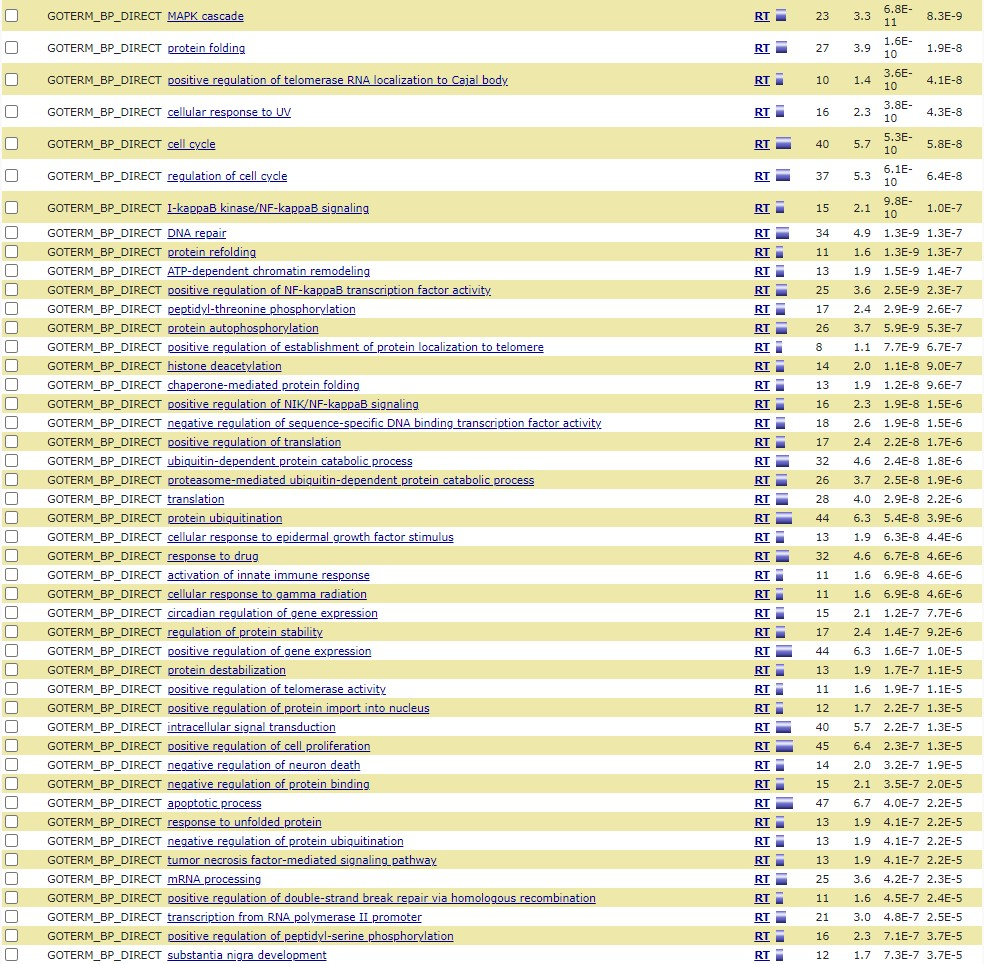 GOTERM_BP_DIRECT MAPK cascade RT 23 3.3 6.8E-11 8.3E-9
GOTERM_BP_DIRECT protein folding RT 27 3.9 1.6E-10 1.9E-8
GOTERM_BP_DIRECT positive regulation of telomerase RNA localization to Cajal body RT 10 1.4 3.6E-10 4.1E-8
GOTERM_BP_DIRECT cellular response to UV RT 16 2.3 3.8E-10 4.3E-8
GOTERM_BP_DIRECT cell cycle RT 40 5.7 5.3E-10 5.8E-8
GOTERM_BP_DIRECT regulation of cell cycle RT 37 5.3 6.1E-10 6.4E-8
GOTERM_BP_DIRECT I-kappaB kinase/NF-kappaB signaling RT 15 2.1 9.8E-10 1.0E-7
GOTERM_BP_DIRECT DNA repair RT 34 4.9 1.3E-9 1.3E-7
GOTERM_BP_DIRECT protein refolding RT 11 1.6 1.3E-9 1.3E-7
GOTERM_BP_DIRECT ATP-dependent chromatin remodeling RT 13 1.9 1.5E-9 1.4E-7
GOTERM_BP_DIRECT positive regulation of NF-kappaB transcription factor activity RT 25 3.6 2.5E-9 2.3E-7
GOTERM_BP_DIRECT peptidyl-threonine phosphorylation RT 17 2.4 2.9E-9 2.6E-7
GOTERM_BP_DIRECT protein autophosphorylation RT 26 3.7 5.9E-9 5.3E-7
GOTERM_BP_DIRECT positive regulation of establishment of protein localization to telomere RT 8 1.1 7.7E-9 6.7E-7
GOTERM_BP_DIRECT histone deacetylation RT 14 2.0 1.1E-8 9.0E-7
GOTERM_BP_DIRECT chaperone-mediated protein folding RT 13 1.9 1.2E-8 9.6E-7
GOTERM_BP_DIRECT positive regulation of NIK/NF-kappaB signaling RT 16 2.3 1.9E-8 1.5E-6
GOTERM_BP_DIRECT negative regulation of sequence-specific DNA binding transcription factor activity RT 18 2.6 1.9E-8 1.5E-6
GOTERM_BP_DIRECT positive regulation of translation RT 17 2.4 2.2E-8 1.7E-6
GOTERM_BP_DIRECT ubiquitin-dependent protein catabolic process RT 32 4.6 2.4E-8 1.8E-6
GOTERM_BP_DIRECT proteasome-mediated ubiquitin-dependent protein catabolic process RT 26 3.7 2.5E-8 1.9E-6
GOTERM_BP_DIRECT translation RT 28 4.0 2.9E-8 2.2E-6
GOTERM_BP_DIRECT protein ubiquitination RT 44 6.3 5.4E-8 3.9E-6
GOTERM_BP_DIRECT cellular response to epidermal growth factor stimulus RT 13 1.9 6.3E-8 4.4E-6
GOTERM_BP_DIRECT response to drug RT 32 4.6 6.7E-8 4.6E-6
GOTERM_BP_DIRECT activation of innate immune response RT 11 1.6 6.9E-8 4.6E-6
GOTERM_BP_DIRECT cellular response to gamma radiation RT 11 1.6 6.9E-8 4.6E-6
GOTERM_BP_DIRECT circadian regulation of gene expression RT 15 2.1 1.2E-7 7.7E-6
GOTERM_BP_DIRECT regulation of protein stability RT 17 2.4 1.4E-7 9.2E-6
GOTERM_BP_DIRECT positive regulation of gene expression RT 44 6.3 1.6E-7 1.0E-5
GOTERM_BP_DIRECT protein destabilization RT 13 1.9 1.7E-7 1.1E-5
GOTERM_BP_DIRECT positive regulation of telomerase activity RT 11 1.6 1.9E-7 1.1E-5
GOTERM_BP_DIRECT positive regulation of protein import into nucleus RT 12 1.7 2.2E-7 1.3E-5
GOTERM_BP_DIRECT intracellular signal transduction RT 40 5.7 2.2E-7 1.3E-5
GOTERM_BP_DIRECT positive regulation of cell proliferation RT 45 6.4 2.3E-7 1.3E-5
GOTERM_BP_DIRECT negative regulation of neuron death RT 14 2.0 3.2E-7 1.9E-5
GOTERM_BP_DIRECT negative regulation of protein binding RT 15 2.1 3.5E-7 2.0E-5
GOTERM_BP_DIRECT apoptotic process RT 47 6.7 4.0E-7 2.2E-5
GOTERM_BP_DIRECT response to unfolded protein RT 13 1.9 4.1E-7 2.2E-5
GOTERM_BP_DIRECT negative regulation of protein ubiquitination RT 13 1.9 4.1E-7 2.2E-5
GOTERM_BP_DIRECT tumor necrosis factor-mediated signaling pathway RT 13 1.9 4.1E-7 2.2E-5
GOTERM_BP_DIRECT mRNA processing RT 25 3.6 4.2E-7 2.3E-5
GOTERM_BP_DIRECT positive regulation of double-strand break repair via homologous recombination RT 11 1.6 4.5E-7 2.4E-5
GOTERM_BP_DIRECT transcription from RNA polymerase II promoter RT 21 3.0 4.8E-7 2.5E-5
GOTERM_BP_DIRECT positive regulation of peptidyl-serine phosphorylation RT 16 2.3 7.1E-7 3.7E-5
GOTERM_BP_DIRECT substantia nigra development RT 12 1.7 7.3E-7 3.7E-5